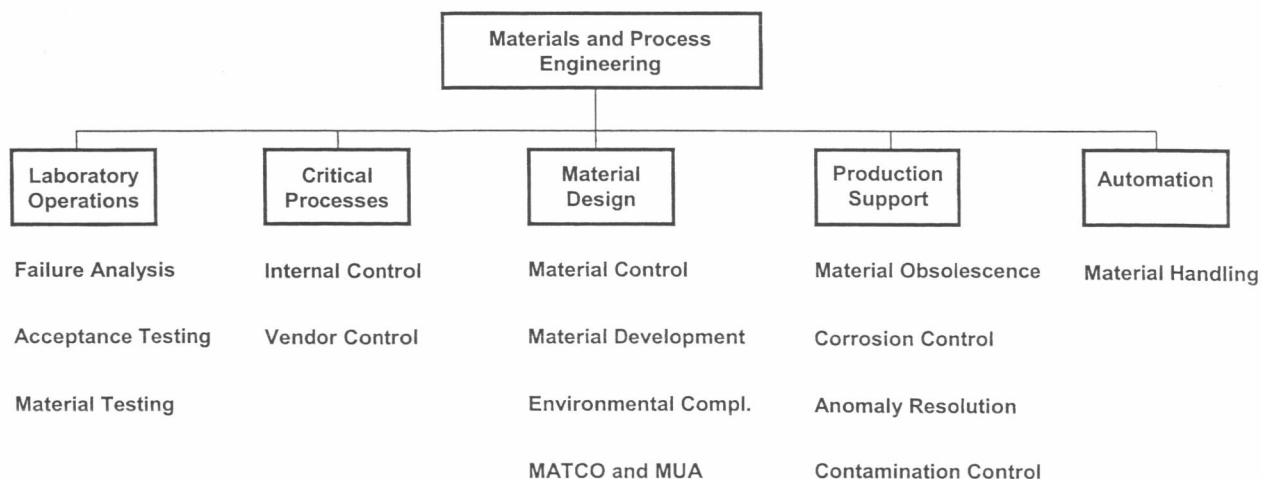 Materials and Process
Engineering
Laboratory
Operations
Critical
Processes
Material
Design
Production
Support
Automation
Failure Analysis
Internal Control
Material Control
Material Obsolescence
Material Handling
Acceptance Testing
Vendor Control
Material Development
Corrosion Control
Material Testing
Environmental Compl.
Anomaly Resolution
MATCO and MUA
Contamination Control